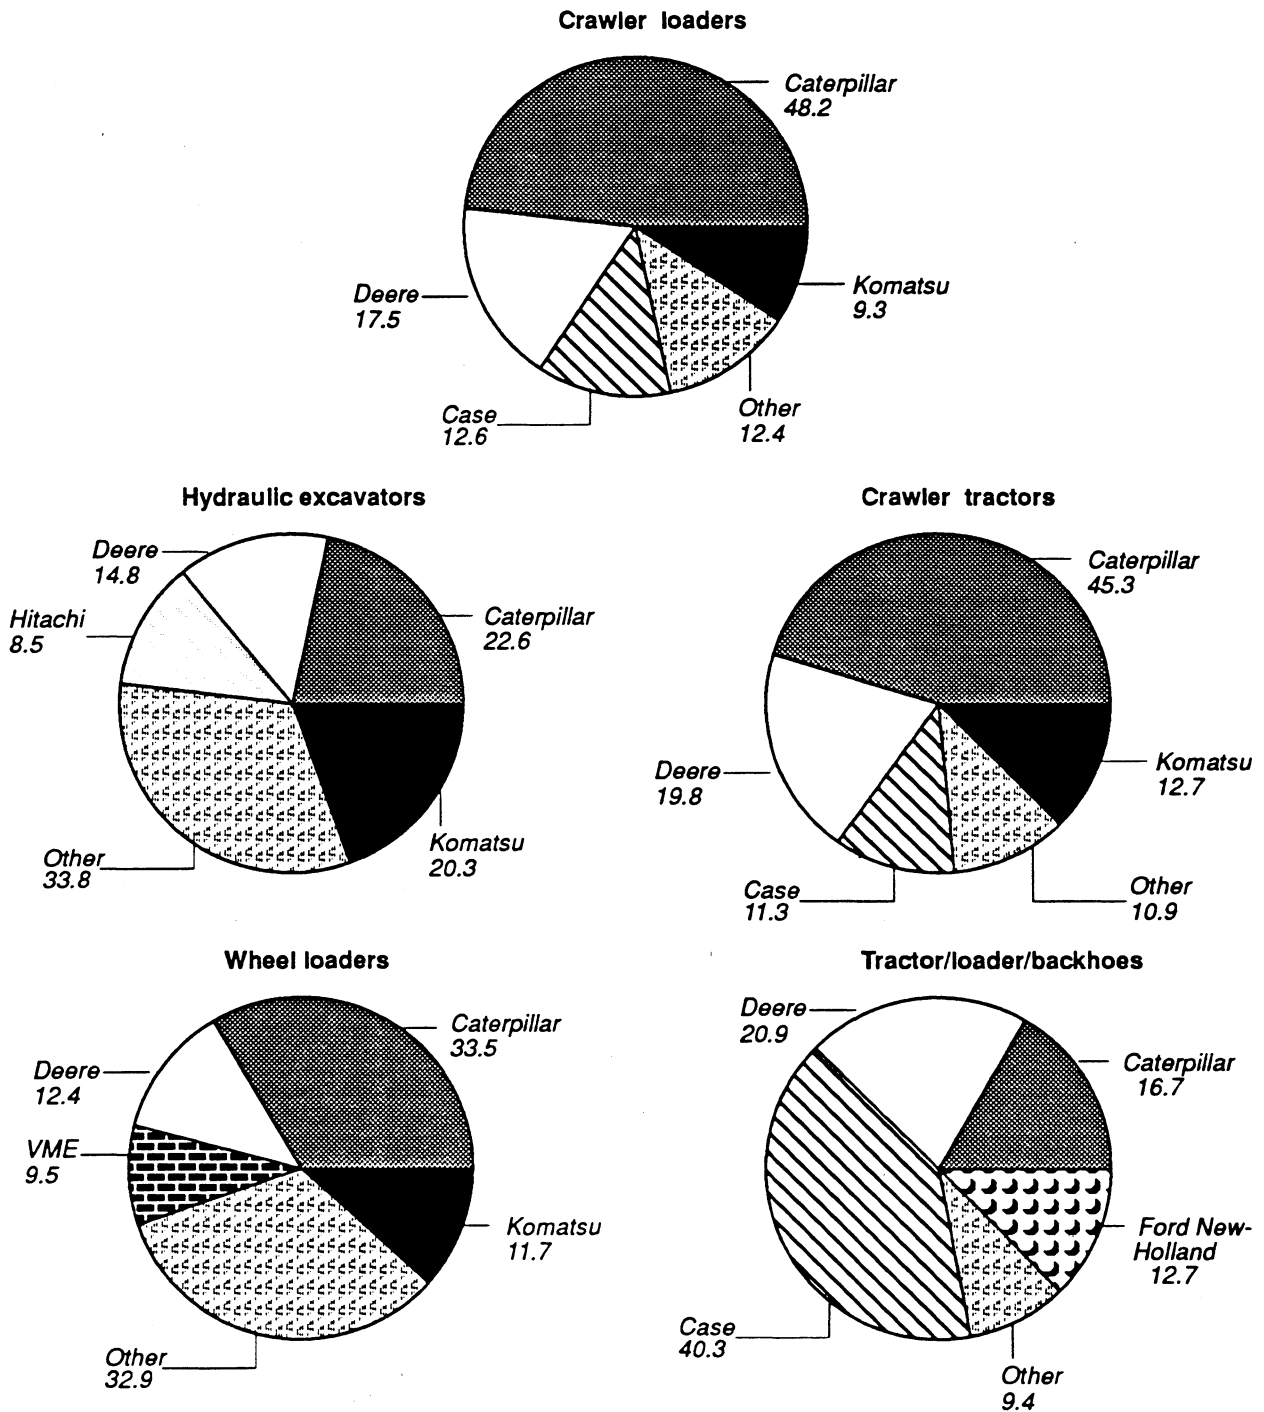 Crawler loaders
Caterpillar
48.2
Komatsu
9.3
Other
12.4
Case
12.6
Deere
17.5
Hydraulic excavators
Deere
14.8
Hitachi
8.5
Caterpillar
22.6
Komatsu
20.3
Other
33.8
Crawler tractors
Caterpillar
45.3
Komatsu
12.7
Other
10.9
Case
11.3
Deere
19.8
Wheel loaders
Caterpillar
33.5
Deere
12.4
VME
9.5
Komatsu
11.7
Other
32.9
Tractor/loader/backhoes
Deere
20.9
Caterpillar
16.7
Ford New-
Holland
12.7
Case
40.3
Other
9.4